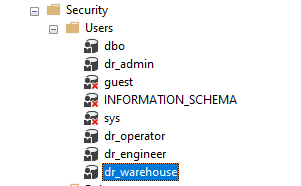 Security
Users
dbo
dr_admin
guest
INFORMATION_SCHEMA
sys
dr_operator
dr_engineer
dr_warehouse